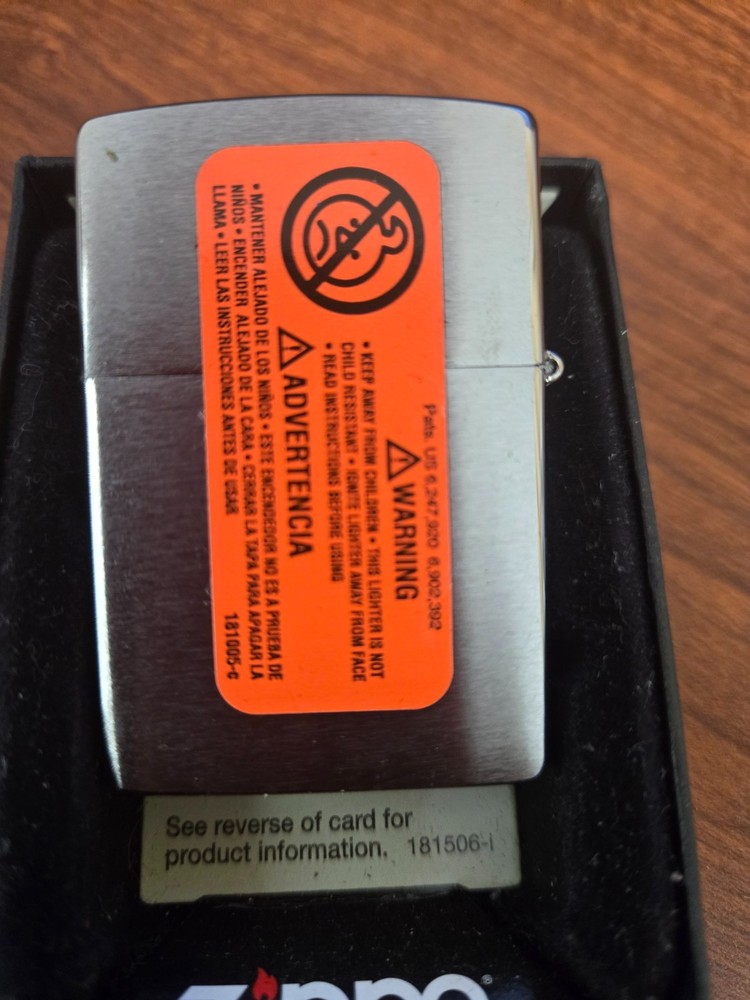 Pats. US 6,247,920 6,902,392
WARNING
• KEEP AWAY FROM CHILDREN • THIS LIGHTER IS NOT
CHILD RESISTANT • IGNITE LIGHTER AWAY FROM FACE
• READ INSTRUCTIONS BEFORE USING
ADVERTENCIA
• MANTENER ALEJADO DE LOS NIÑOS • ESTE ENCENDEDOR NO ES A PRUEBA DE
NIÑOS • ENCENDER ALEJADO DE LA CARA • CERRAR LA TAPA PARA APAGAR LA
LLAMA • LEER LAS INSTRUCCIONES ANTES DE USAR
181005-c
See reverse of card for
product information. 181506-i
Zippo®